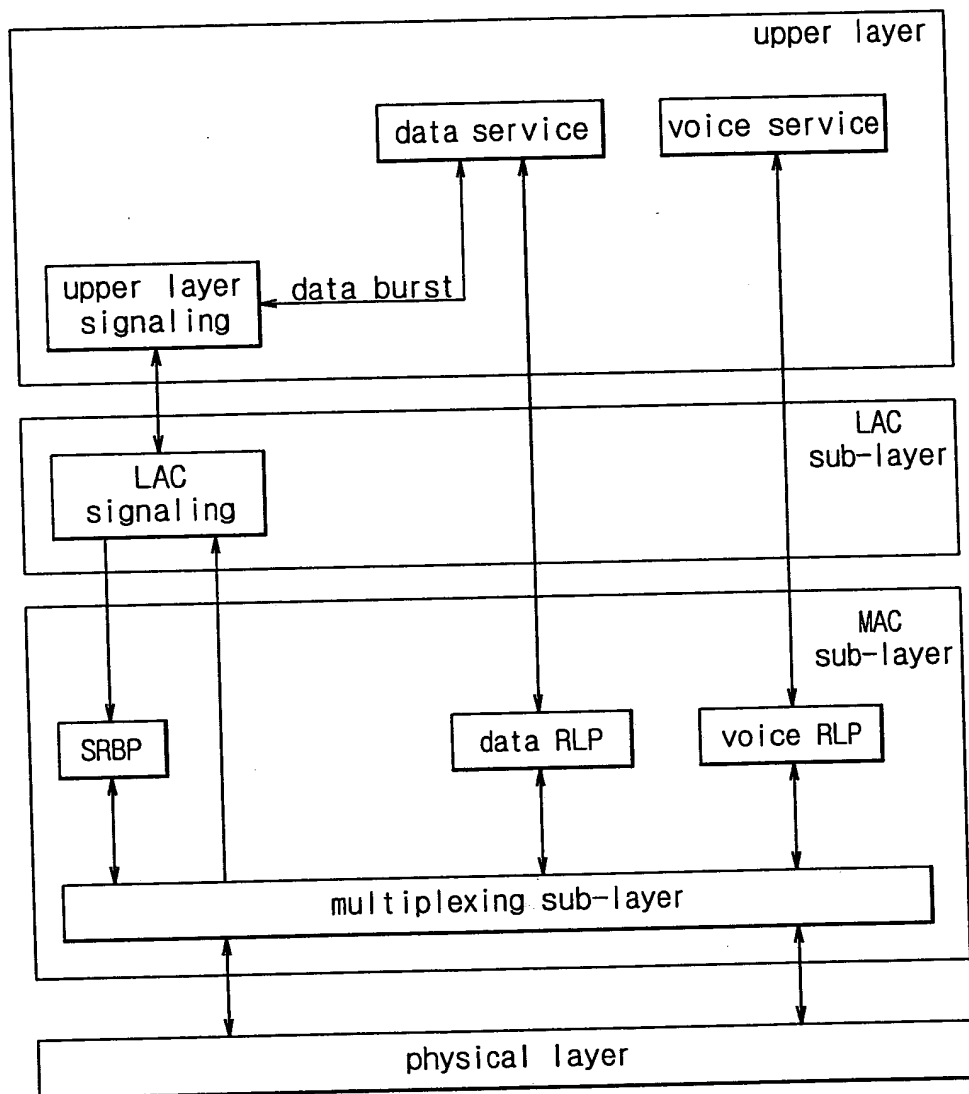 upper layer
data service
voice service
upper layer
signaling
data burst
LAC
sub-layer
LAC
signaling
MAC
sub-layer
SRBP
data RLP
voice RLP
multiplexing sub-layer
physical layer